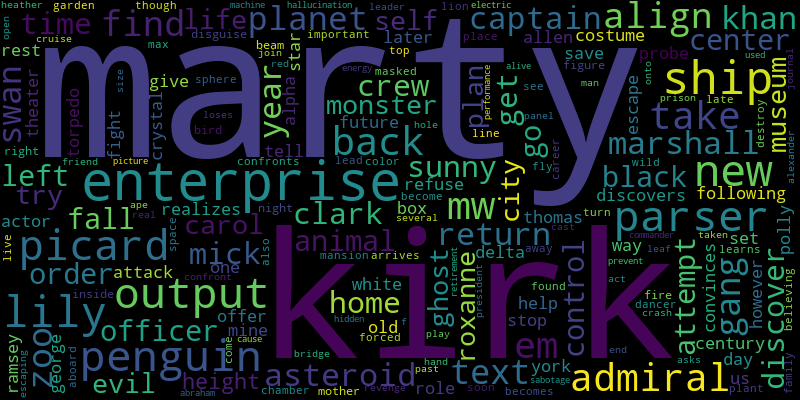 heather garden though machine hallucination leader lion electric
open time find life planet self captain align khan
cruise disguise important later top allen costume center
rest max beam join star place save probe
swan theater marty red masked alive figure museum
size sphere give year alpha crew plan performance get see man onto journal
torpedo fight crystal monster energy panel escape ship used
loses future hole go prison late take destroy
bird tell back line career marshall alexander
right friend picture confronts lead color sunny fly wild black new
left enterprise refuse city discovers following
try ape real realizes night become mw thomas turn parser
actor fall carol clark box several return cast polly
live picard space also animal ghost delta away control commander taken leaf way set
order mick mansion arrives retirement roxanne attempt convinces learns however
attack one white president found prevent gang discover believing
inside confront output home kirk help act dancer fire
lily officer offer hidden old f stop crash
zoo mine forced play em york end century
ramsey george penguin come cause bridge hand asks day
escaping aboard evil height asteroid past text sabotage admiral us family
abraham chamber mother revenge role soon becomes plant